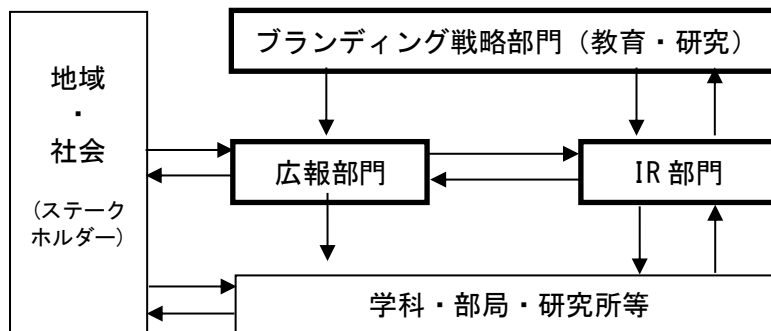 ブランディング戦略部門（教育・研究）
地域
・
社会
(ステーク
ホルダー)
広報部門
IR 部門
学科・部局・研究所等